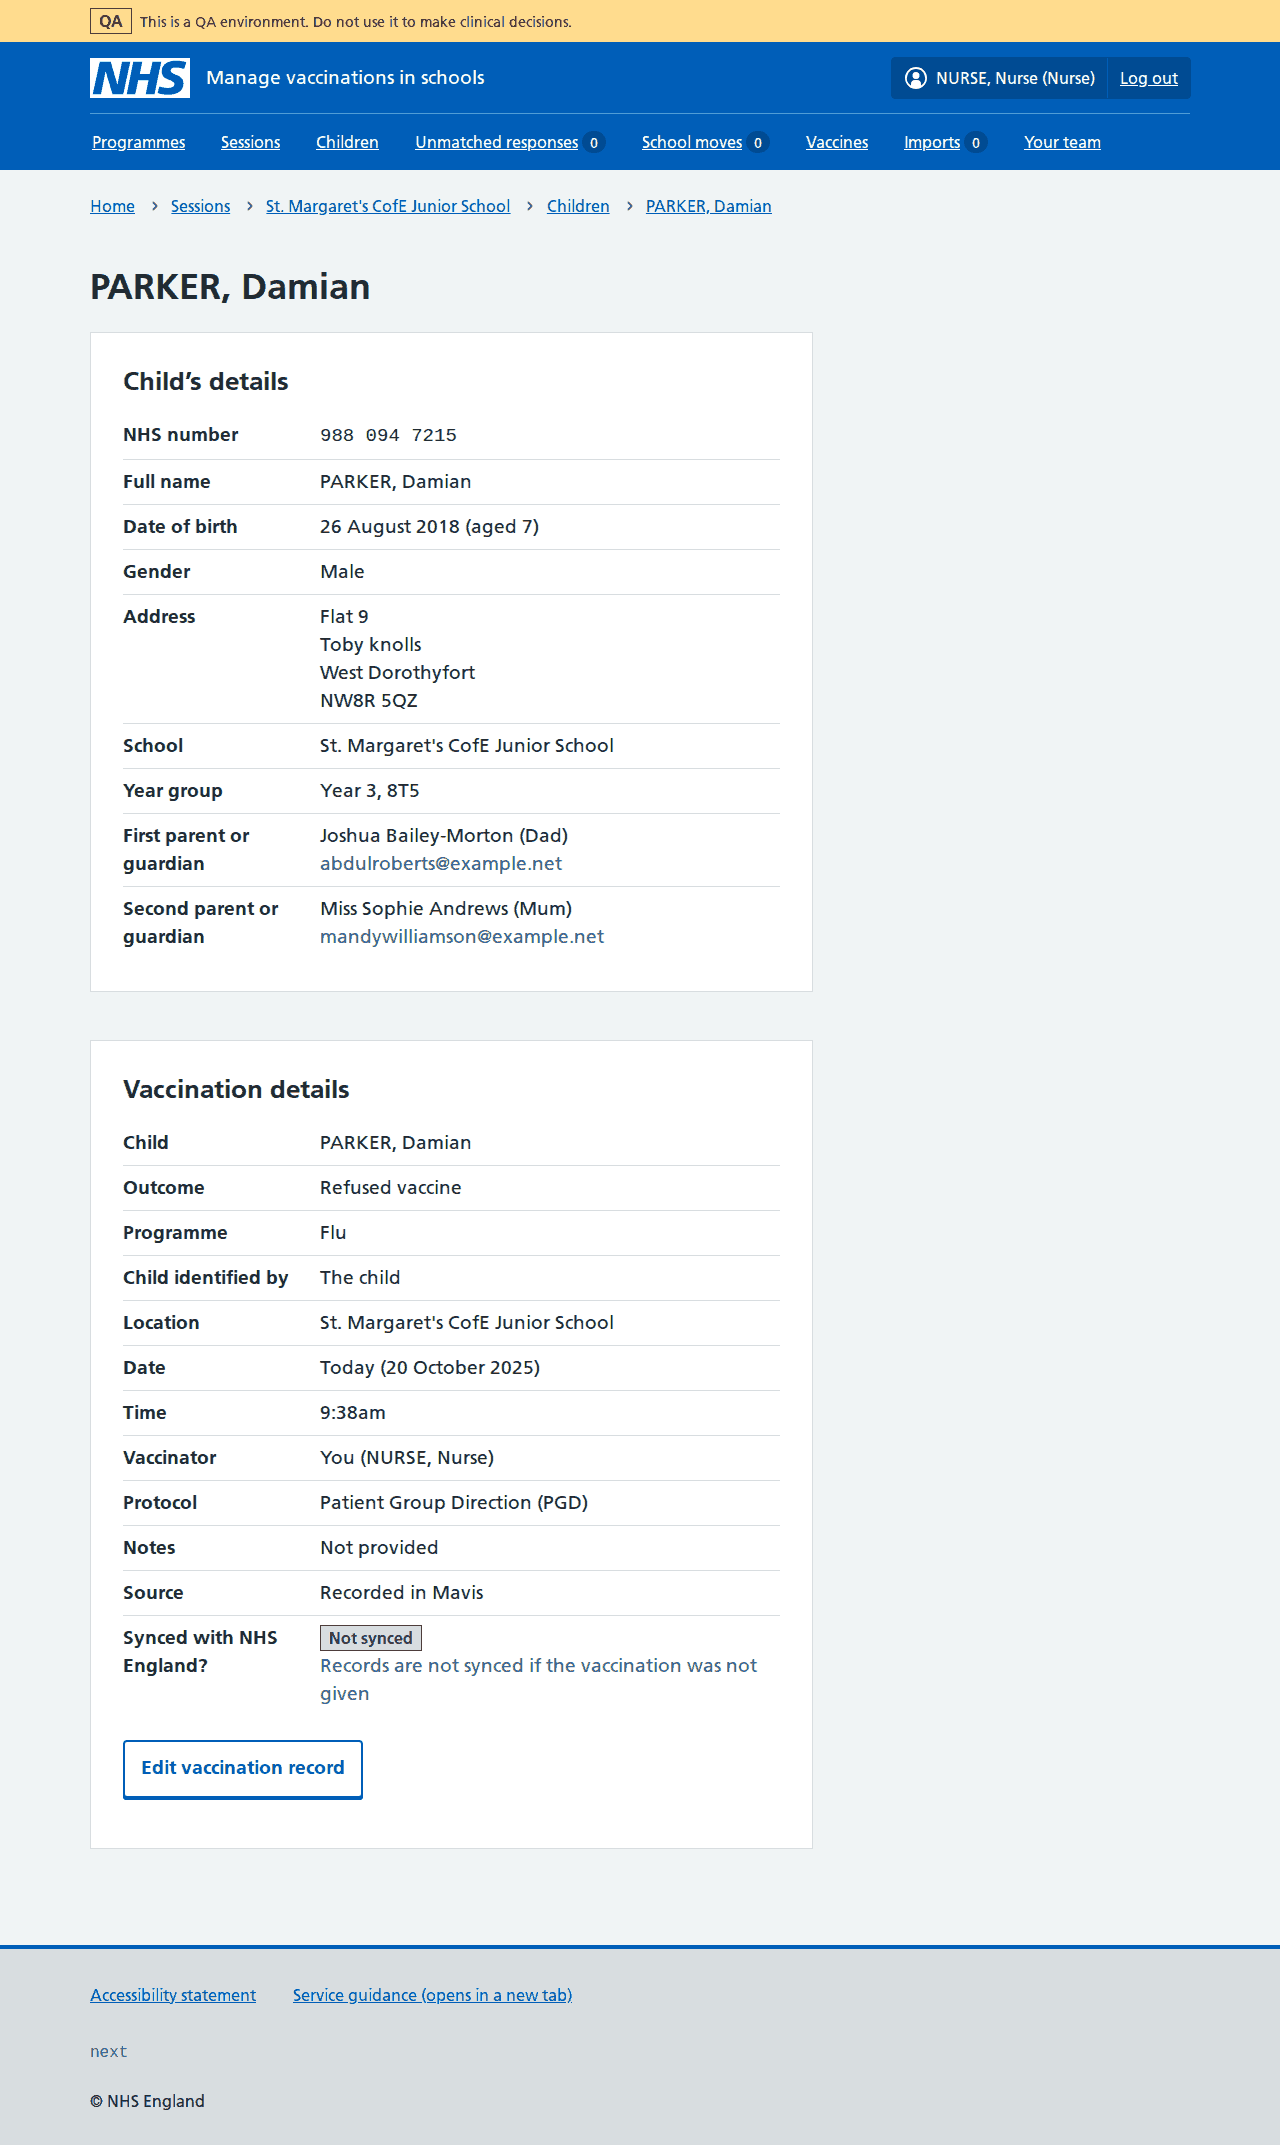 QA This is a QA environment. Do not use it to make clinical decisions.
NHS Manage vaccinations in schools NURSE, Nurse (Nurse) Log out
Programmes Sessions Children Unmatched responses 0 School moves 0 Vaccines Imports 0 Your team
Home › Sessions › St. Margaret's CofE Junior School › Children › PARKER, Damian
PARKER, Damian
Child’s details
NHS number 988 094 7215
Full name PARKER, Damian
Date of birth 26 August 2018 (aged 7)
Gender Male
Address Flat 9
Toby knolls
West Dorothyfort
NW8R 5QZ
School St. Margaret's CofE Junior School
Year group Year 3, 8T5
First parent or Joshua Bailey-Morton (Dad)
guardian abdulroberts@example.net
Second parent or Miss Sophie Andrews (Mum)
guardian mandywilliamson@example.net
Vaccination details
Child PARKER, Damian
Outcome Refused vaccine
Programme Flu
Child identified by The child
Location St. Margaret's CofE Junior School
Date Today (20 October 2025)
Time 9:38am
Vaccinator You (NURSE, Nurse)
Protocol Patient Group Direction (PGD)
Notes Not provided
Source Recorded in Mavis
Synced with NHS Not synced
England? Records are not synced if the vaccination was not
given
Edit vaccination record
Accessibility statement Service guidance (opens in a new tab)
next
© NHS England